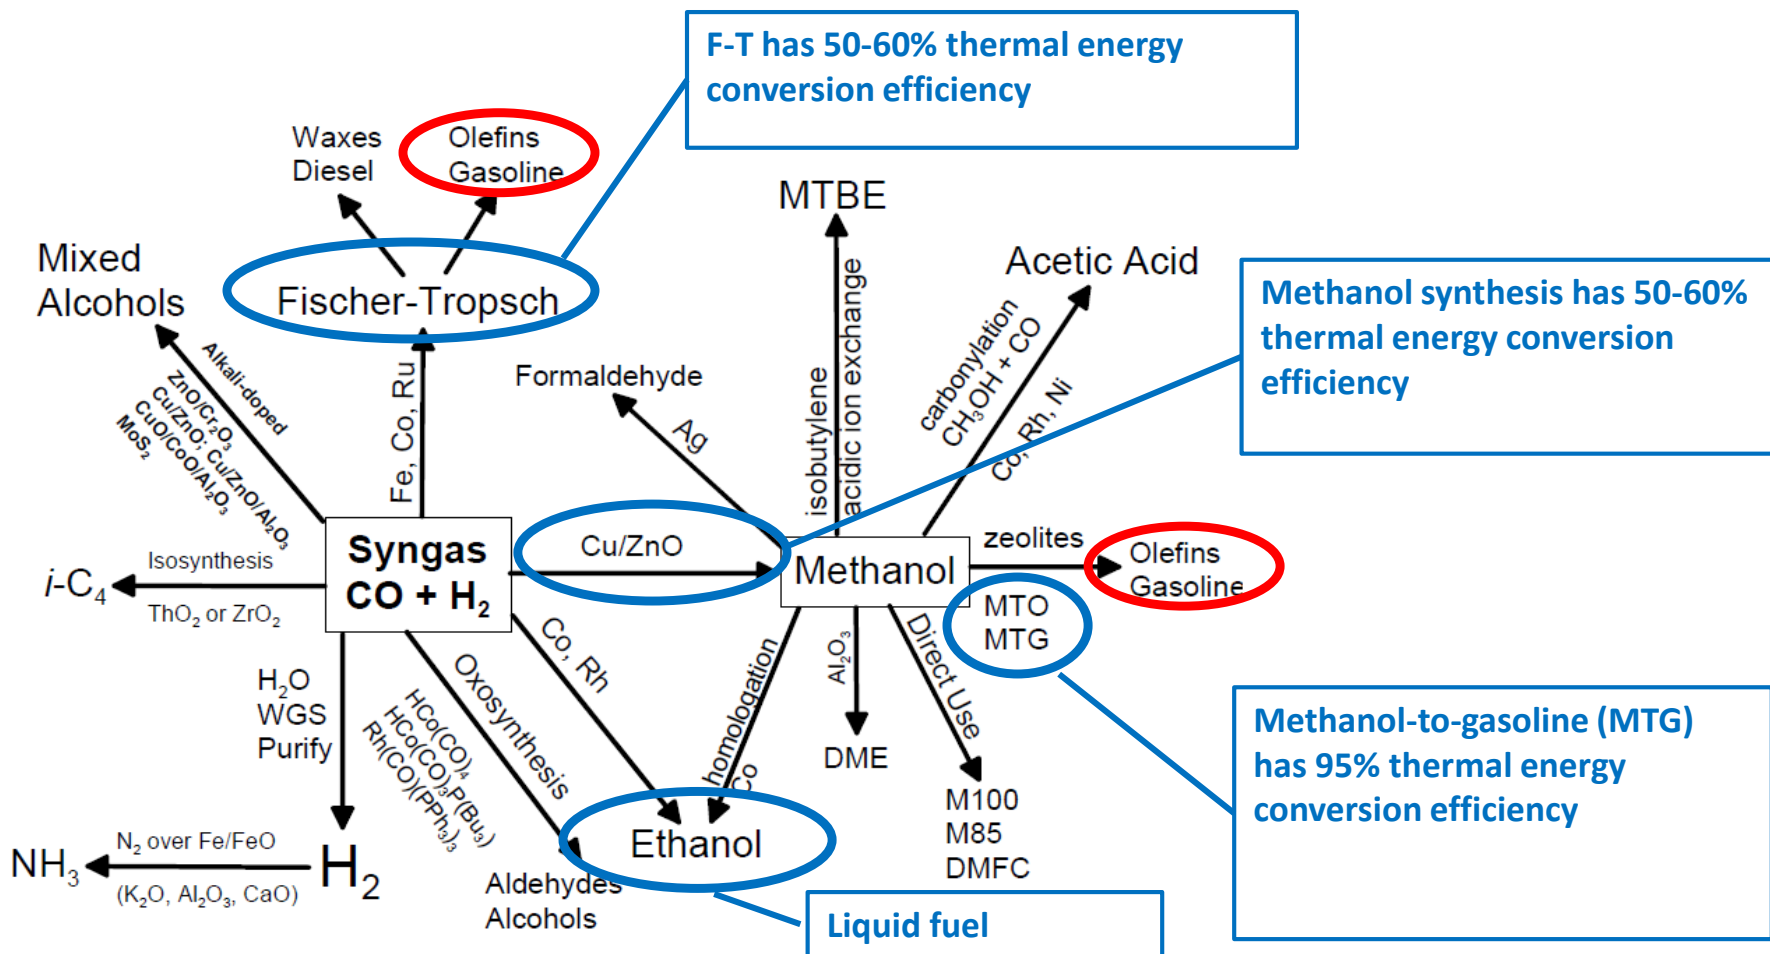 F-T has 50-60% thermal energy
conversion efficiency
Waxes
Diesel
Olefins
Gasoline
MTBE
Mixed
Alcohols
Fischer-Tropsch
Acetic Acid
Methanol synthesis has 50-60%
thermal energy conversion
efficiency
Alkali-doped
ZnO/Cr₂O₃
Cu/ZnO; Cu/ZnO/Al₂O₃
CuO/CoO/Al₂O₃
MoS₂
Fe, Co, Ru
Formaldehyde
Ag
isobutylene
acidic ion exchange
carbonylation
CH₃OH + CO
Co, Rh, Ni
Syngas
CO + H₂
Cu/ZnO
Methanol
zeolites
Olefins
Gasoline
MTO
MTG
i-C₄
Isosynthesis
ThO₂ or ZrO₂
H₂O
WGS
Purify
Oxosynthesis
HCo(CO)₄
HCo(CO)₃P(Bu₃)
Rh(CO)(PPh₃)₃
Co, Rh
homologation
Co
Al₂O₃
Direct Use
DME
M100
M85
DMFC
Methanol-to-gasoline (MTG)
has 95% thermal energy
conversion efficiency
Ethanol
NH₃
N₂ over Fe/FeO
(K₂O, Al₂O₃, CaO)
H₂
Aldehydes
Alcohols
Liquid fuel